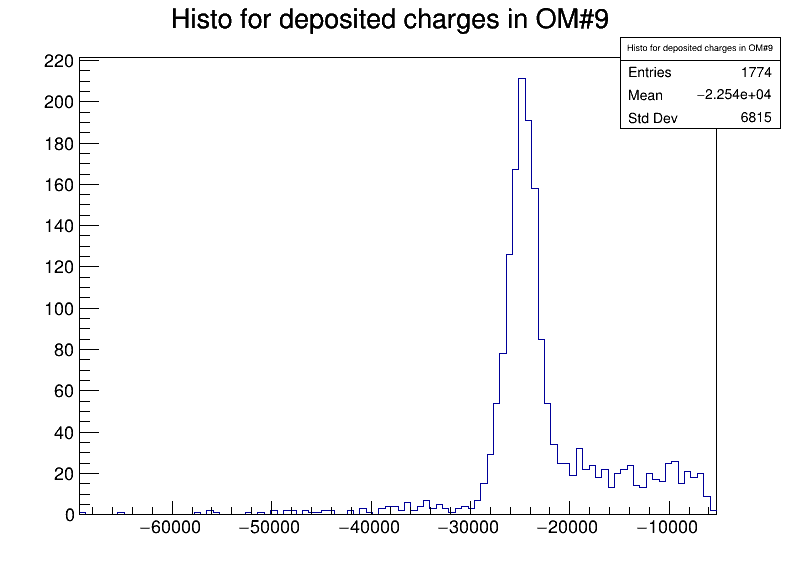 Histo for deposited charges in OM#9
Histo for deposited charges in OM#9
Entries 1774
Mean −2.254e+04
Std Dev 6815
220
200
180
160
140
120
100
80
60
40
20
0
−60000 −50000 −40000 −30000 −20000 −10000